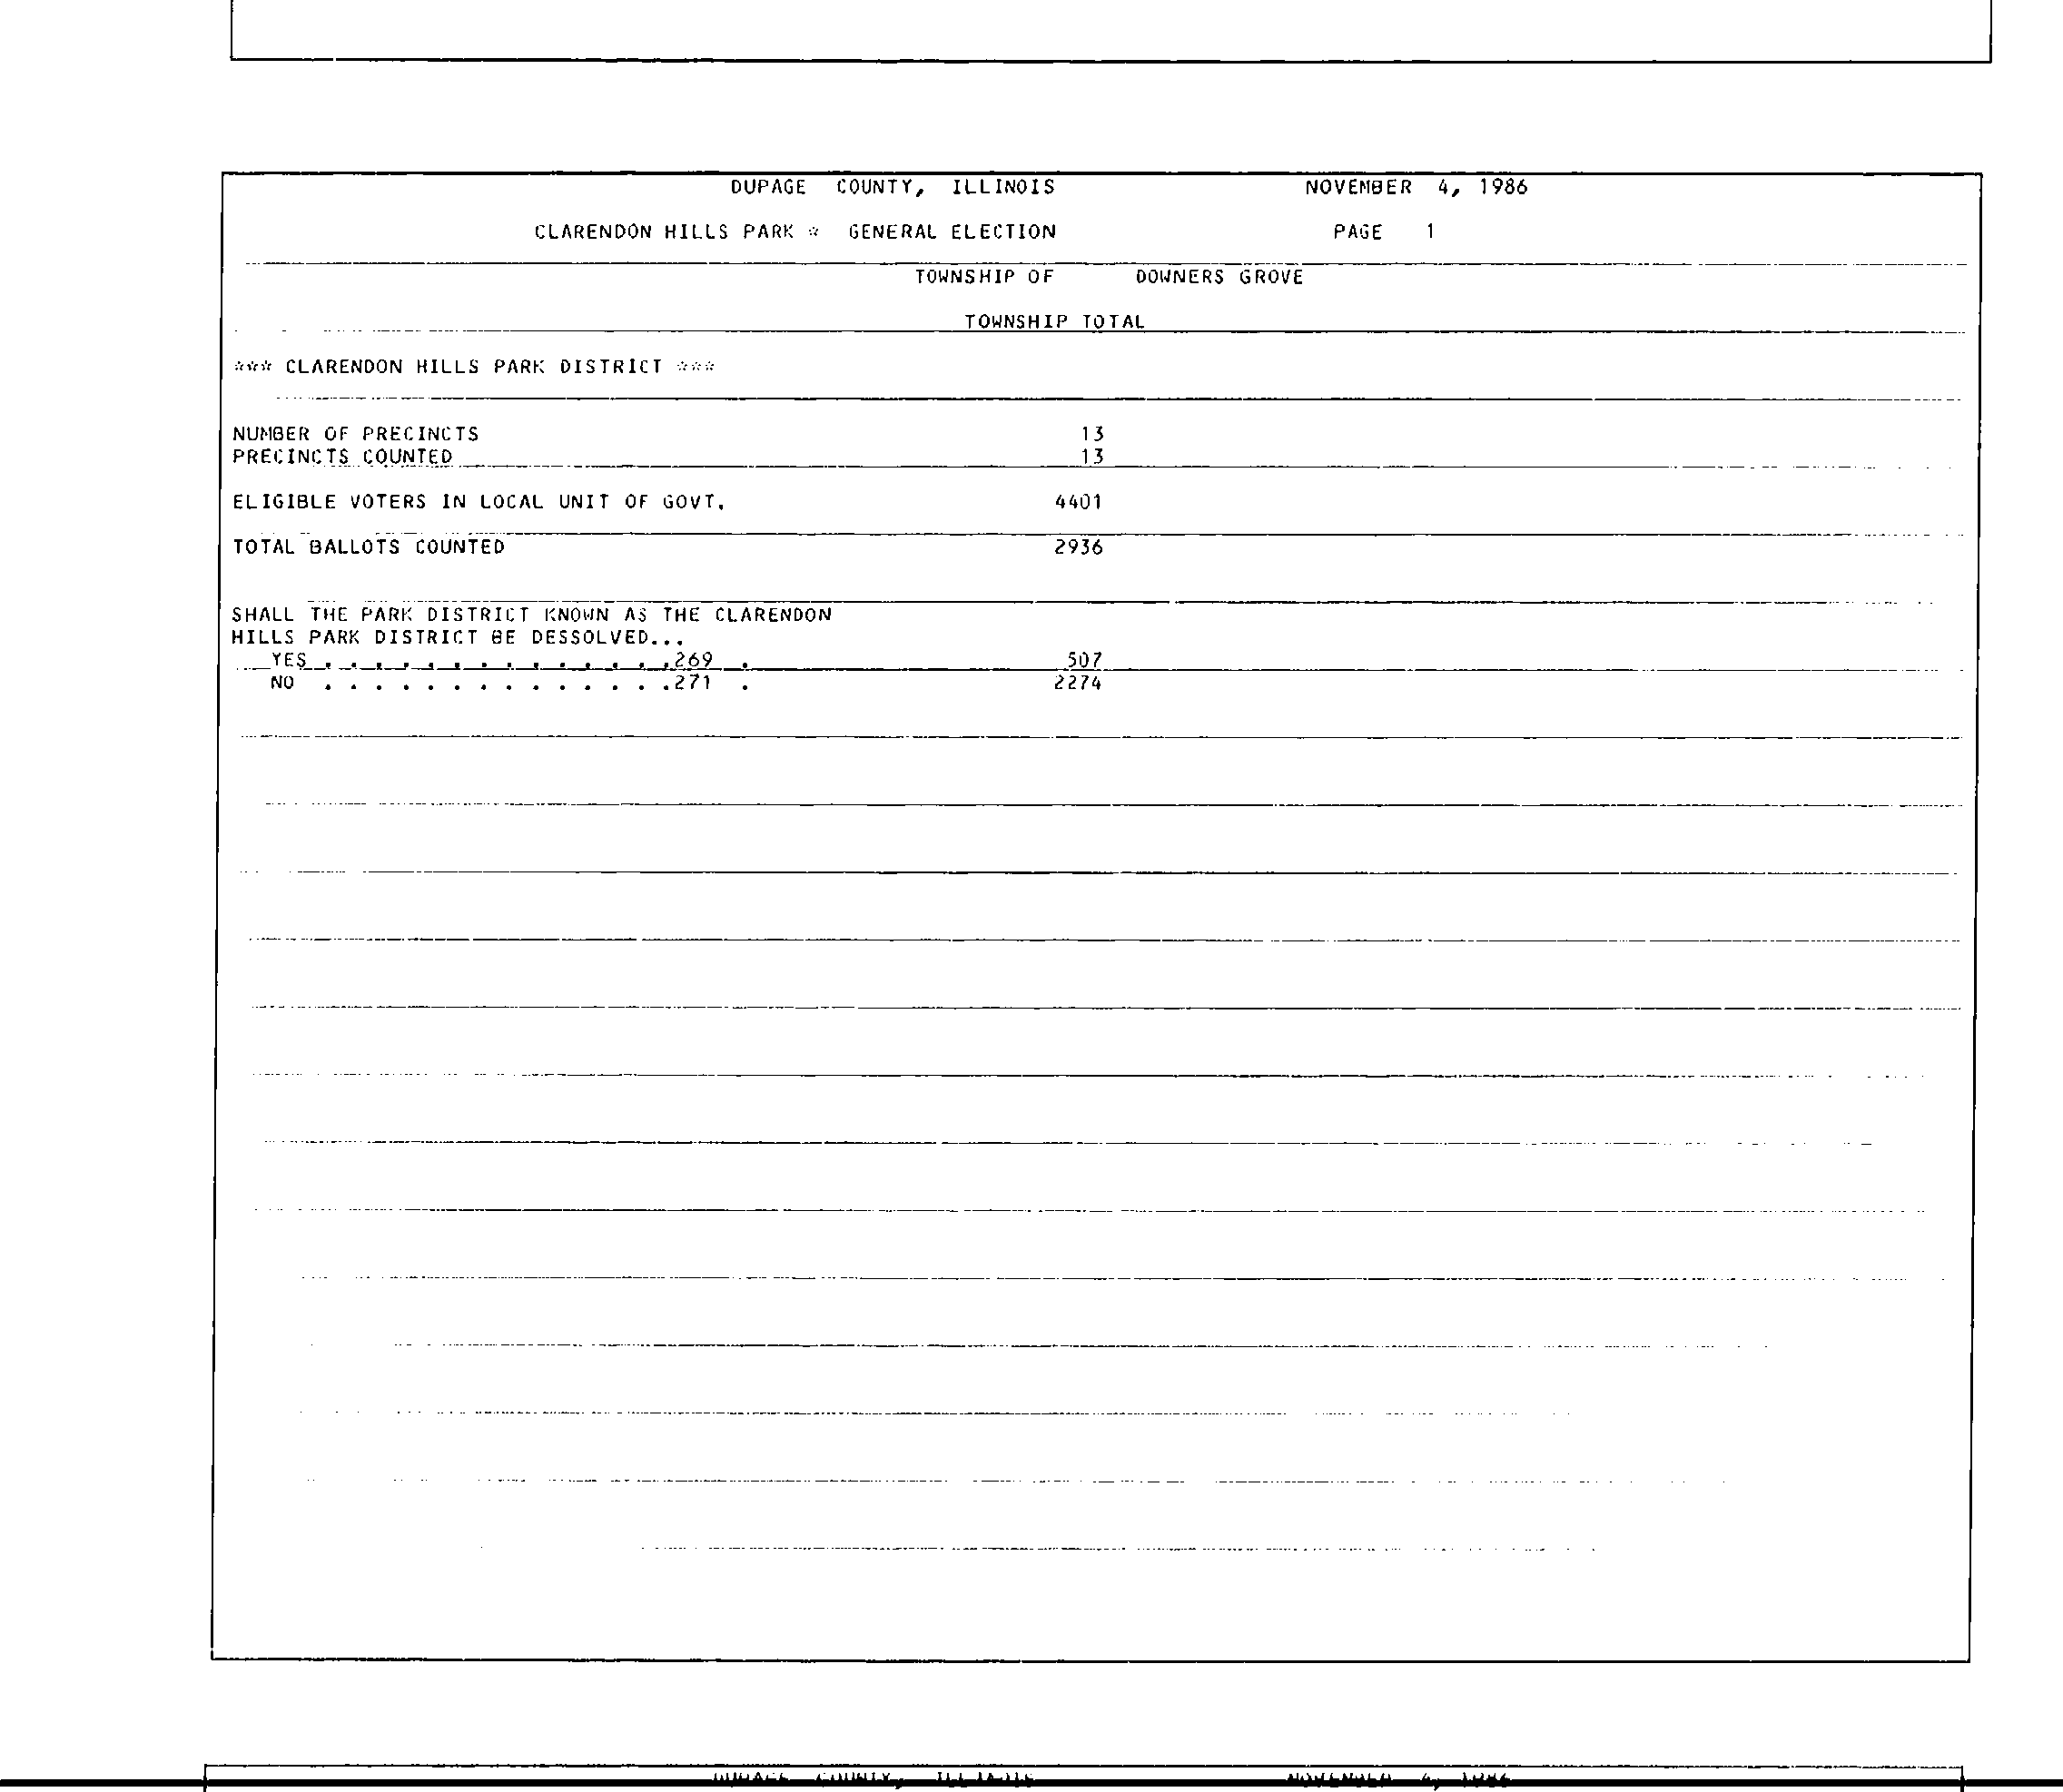 DUPAGE COUNTY, ILLINOIS NOVEMBER 4, 1986
CLARENDON HILLS PARK * GENERAL ELECTION PAGE 1
TOWNSHIP OF DOWNERS GROVE
TOWNSHIP TOTAL
*** CLARENDON HILLS PARK DISTRICT ***
NUMBER OF PRECINCTS 13
PRECINCTS COUNTED 13
ELIGIBLE VOTERS IN LOCAL UNIT OF GOVT. 4401
TOTAL BALLOTS COUNTED 2936
SHALL THE PARK DISTRICT KNOWN AS THE CLARENDON
HILLS PARK DISTRICT BE DESSOLVED...
YES . . . . . . . . . . . . . .269 . 507
NO . . . . . . . . . . . . . .271 . 2274